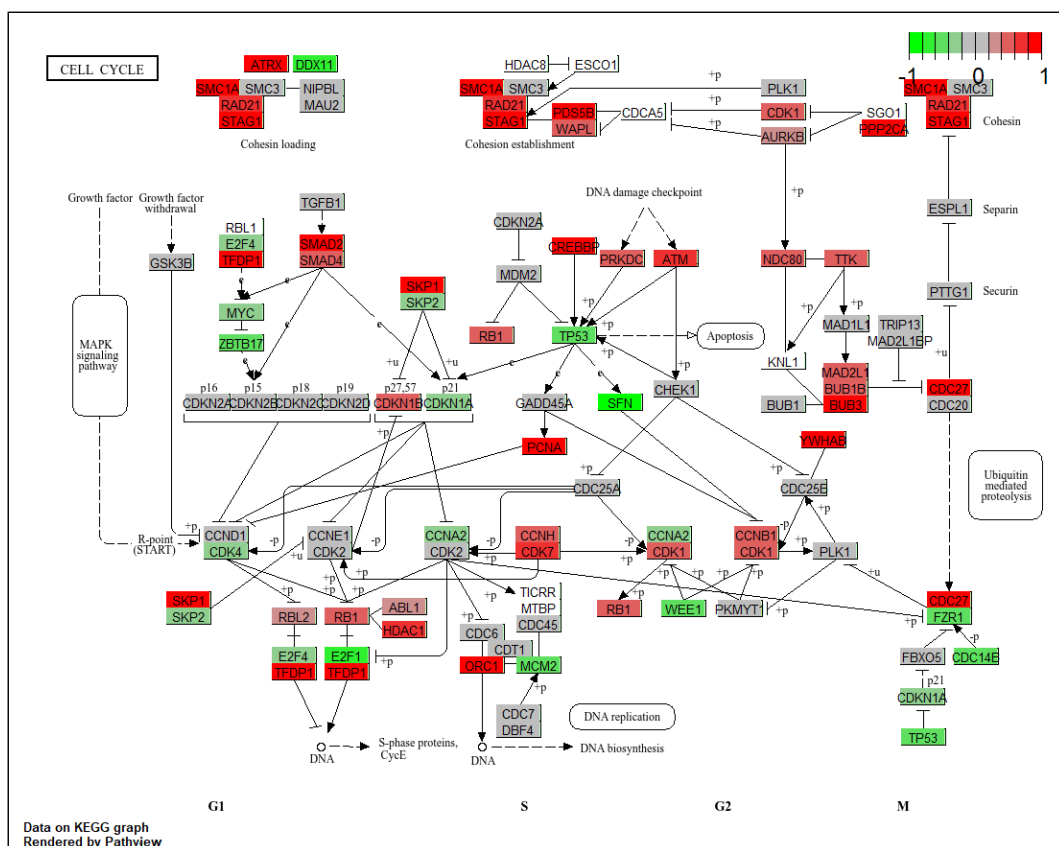 CELL CYCLE
ATRX DDX11
SMC1A SMC3 NIPBL
RAD21 MAU2
STAG1
Cohesin loading
HDAC8 ESCO1
SMC1A SMC3
RAD21 PDS5B CDCA5
STAG1 WAPL
Cohesion establishment
+p
PLK1
+p
CDK1 SGO1
AURKB PPP2CA
+p
-1 0 1
SMC1A SMC3
RAD21
STAG1
Cohesin
Growth factor
Growth factor
withdrawal
TGFB1
RBL1
E2F4
TFDP1
SMAD2
SMAD4
GSK3B
e
e
MYC
ZBTB17
e
e
e
SKP1
SKP2
+u
+u
MAPK
signaling
pathway
DNA damage checkpoint
CDKN2A
CREBBP
PRKDC
ATM
MDM2
RB1
+p
+p
TP53
+p
e
e
e
Apoptosis
+p
NDC80 TTK
+p
+p
MAD1L1
TRIP13
MAD2L1BP
KNL1
MAD2L1
BUB1B
BUB1 BUB3
ESPL1
Separin
PTTG1
Securin
+u
CDC27
CDC20
p16 p15 p18 p19 p27,57 p21
CDKN2A CDKN2B CDKN2C CDKN2D CDKN1B CDKN1A
GADD45A
SFN
CHEK1
PCNA
+p
+p
YWHAB
CDC25A
CDC25B
Ubiquitin
mediated
proteolysis
R-point
(START)
+p
CCND1
CDK4
-p
+u
CCNE1
CDK2
-p
+p
CCNA2
CDK2
-p
+p
CCNH
CDK7
-p
+p
CCNA2
CDK1
-p
CCNB1
CDK1
+p
+p
PLK1
+u
SKP1
SKP2
+p
+p
+p
+p
RBL2
RB1
ABL1
HDAC1
E2F4
TFDP1
E2F1
TFDP1
+p
+p
+p
TICRR
MTBP
CDC45
CDC6
CDT1
ORC1
MCM2
+p
CDC7
DBF4
+p
RB1
+p
WEE1
+p
PKMYT1
+p
+p
CDC27
FZR1
-p
FBXO5
CDC14B
p21
CDKN1A
TP53
DNA replication
DNA
S-phase proteins,
CycE
DNA
DNA biosynthesis
G1 S G2 M
Data on KEGG graph
Rendered by Pathview